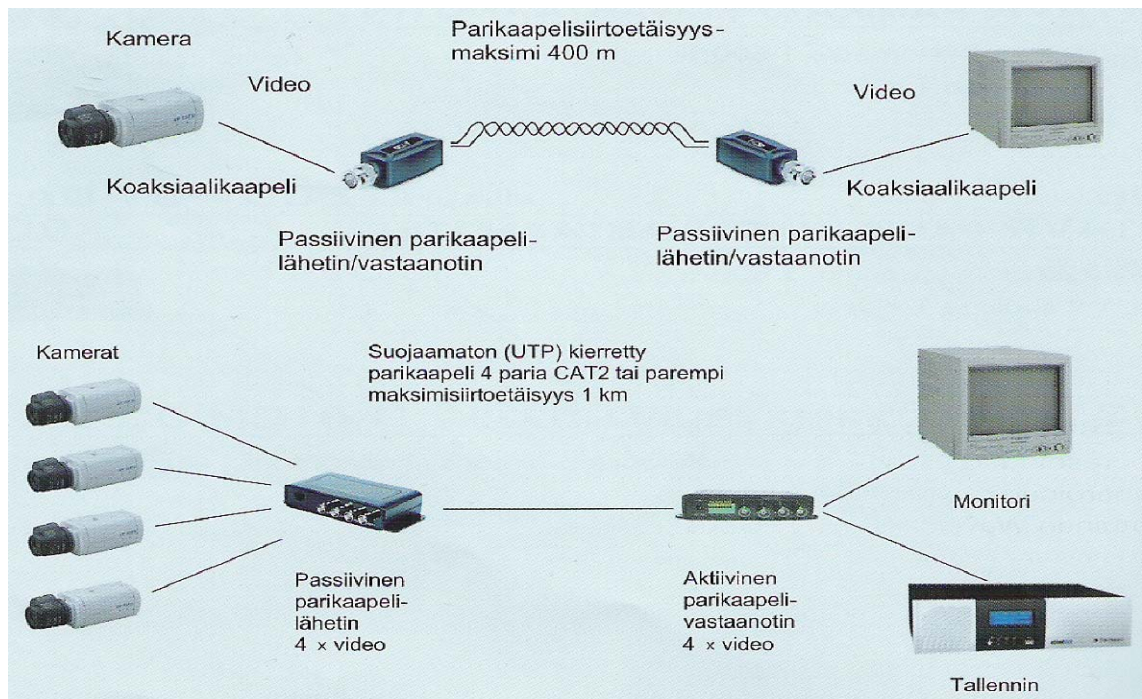 Kamera
Parikaapelisiirtoetäisyys-
maksimi 400 m
Video
Video
Koaksiaalikaapeli
Koaksiaalikaapeli
Passiivinen parikaapeli-
lähetin/vastaanotin
Passiivinen parikaapeli-
lähetin/vastaanotin
Kamerat
Suojaamaton (UTP) kierretty
parikaapeli 4 paria CAT2 tai parempi
maksimisiirtoetäisyys 1 km
Monitori
Passiivinen
parikaapeli-
lähetin
4 x video
Aktiivinen
parikaapeli-
vastaanotin
4 x video
Tallennin